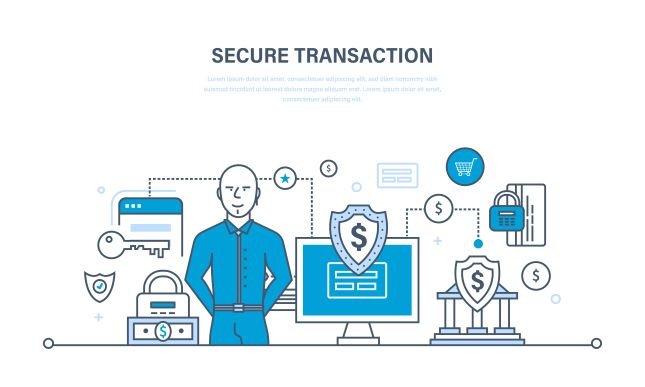 SECURE TRANSACTION
Lorem ipsum dolor sit amet, consectetuer adipiscing elit, sed diam nonummy nibh
euismod tincidunt ut laoreet dolore magna aliquam erat. Lorem ipsum dolor sit amet,
consectetuer adipiscing elit.
$
$
$
$
$
$